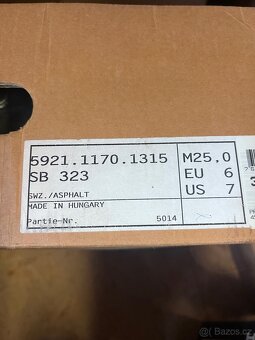 5921.1170.1315
SB 323
SWZ./ASPHALT
MADE IN HUNGARY
Partie-Nr. 5014
M25.0
EU 6
US 7
Bazoš.cz